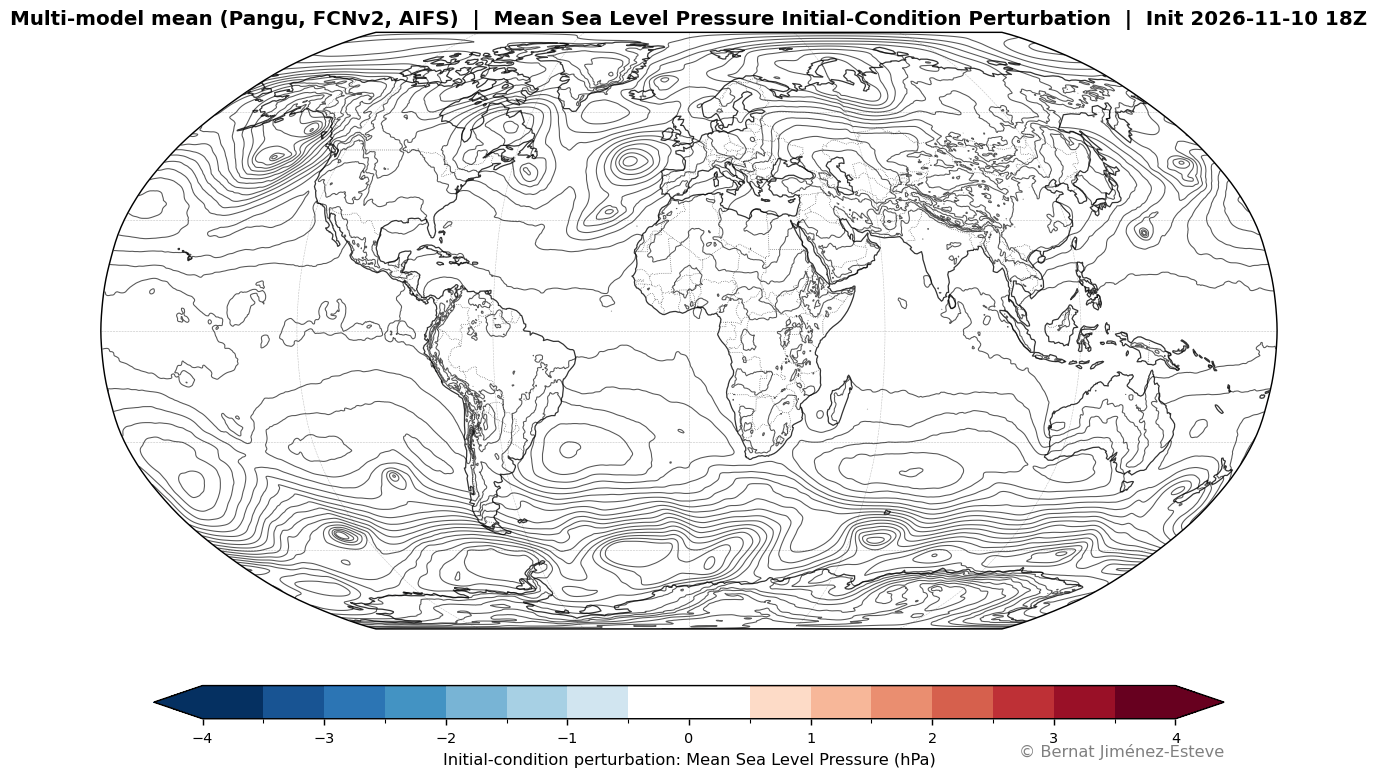 Multi-model mean (Pangu, FCNv2, AIFS) | Mean Sea Level Pressure Initial-Condition Perturbation | Init 2026-11-10 18Z
−4 −3 −2 −1 0 1 2 3 4
Initial-condition perturbation: Mean Sea Level Pressure (hPa)
© Bernat Jiménez-Esteve